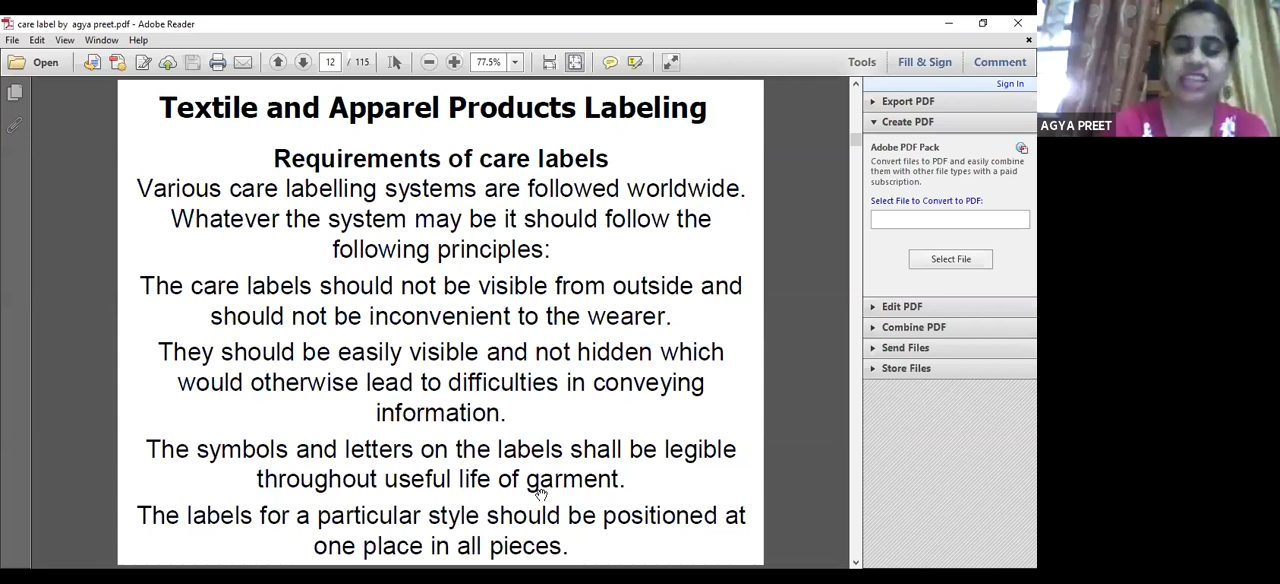 care label by agya preet.pdf - Adobe Reader
File Edit View Window Help
Open 12 / 115 77.5% Tools Fill & Sign Comment
Sign In
Export PDF
Create PDF
Adobe PDF Pack
Convert files to PDF and easily combine
them with other file types with a paid
subscription.
Select File to Convert to PDF:
Select File
Edit PDF
Combine PDF
Send Files
Store Files
AGYA PREET
Textile and Apparel Products Labeling
Requirements of care labels
Various care labelling systems are followed worldwide.
Whatever the system may be it should follow the
following principles:
The care labels should not be visible from outside and
should not be inconvenient to the wearer.
They should be easily visible and not hidden which
would otherwise lead to difficulties in conveying
information.
The symbols and letters on the labels shall be legible
throughout useful life of garment.
The labels for a particular style should be positioned at
one place in all pieces.